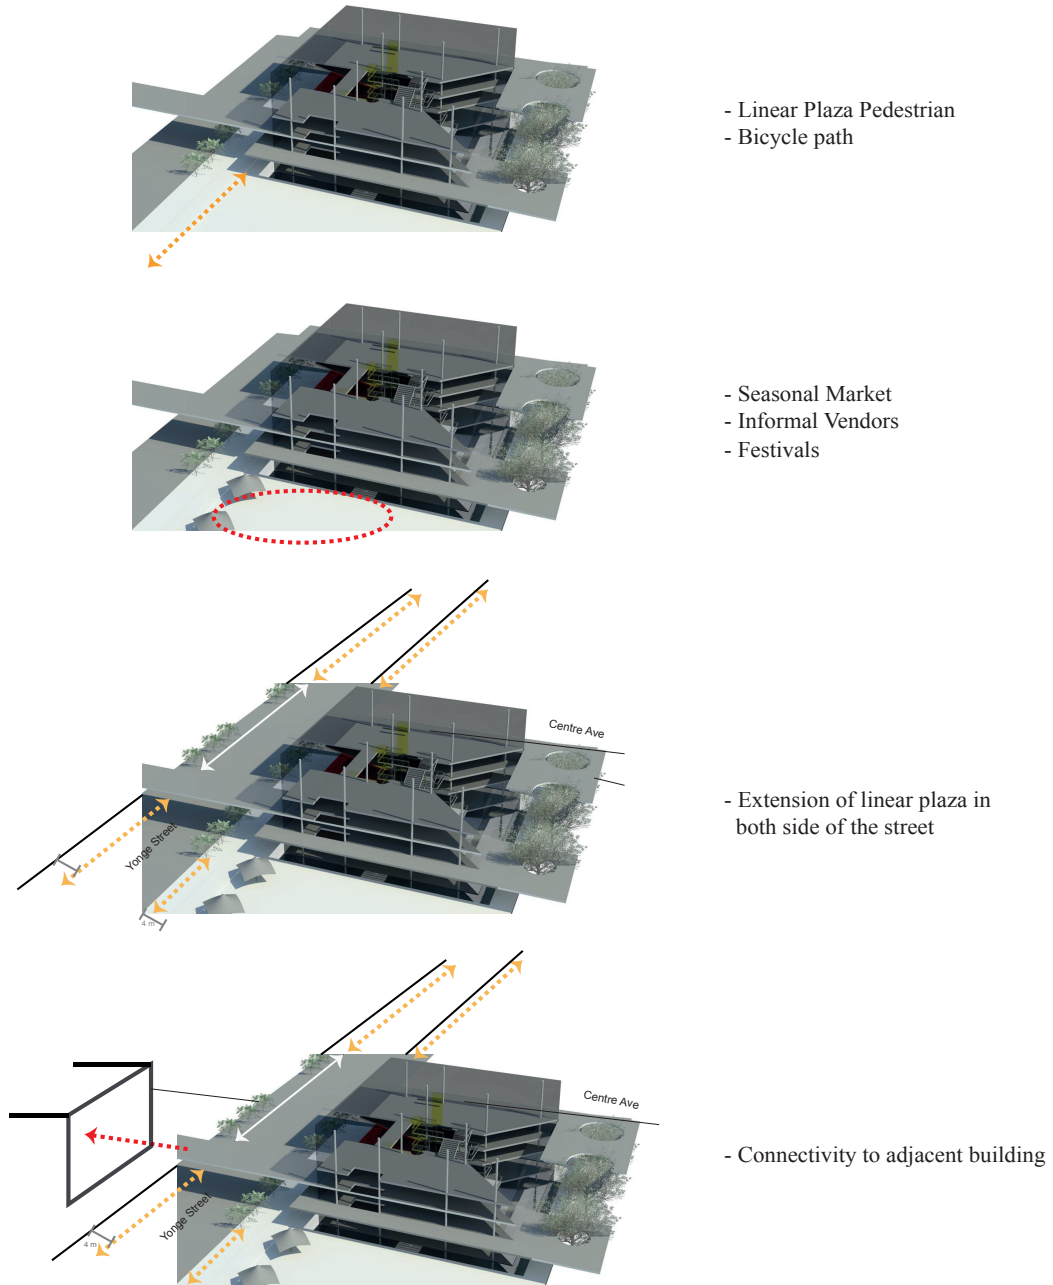 - Linear Plaza Pedestrian
- Bicycle path
- Seasonal Market
- Informal Vendors
- Festivals
Centre Ave
- Extension of linear plaza in
both side of the street
Yonge Street
4 m
Centre Ave
- Connectivity to adjacent building
Yonge Street
4 m